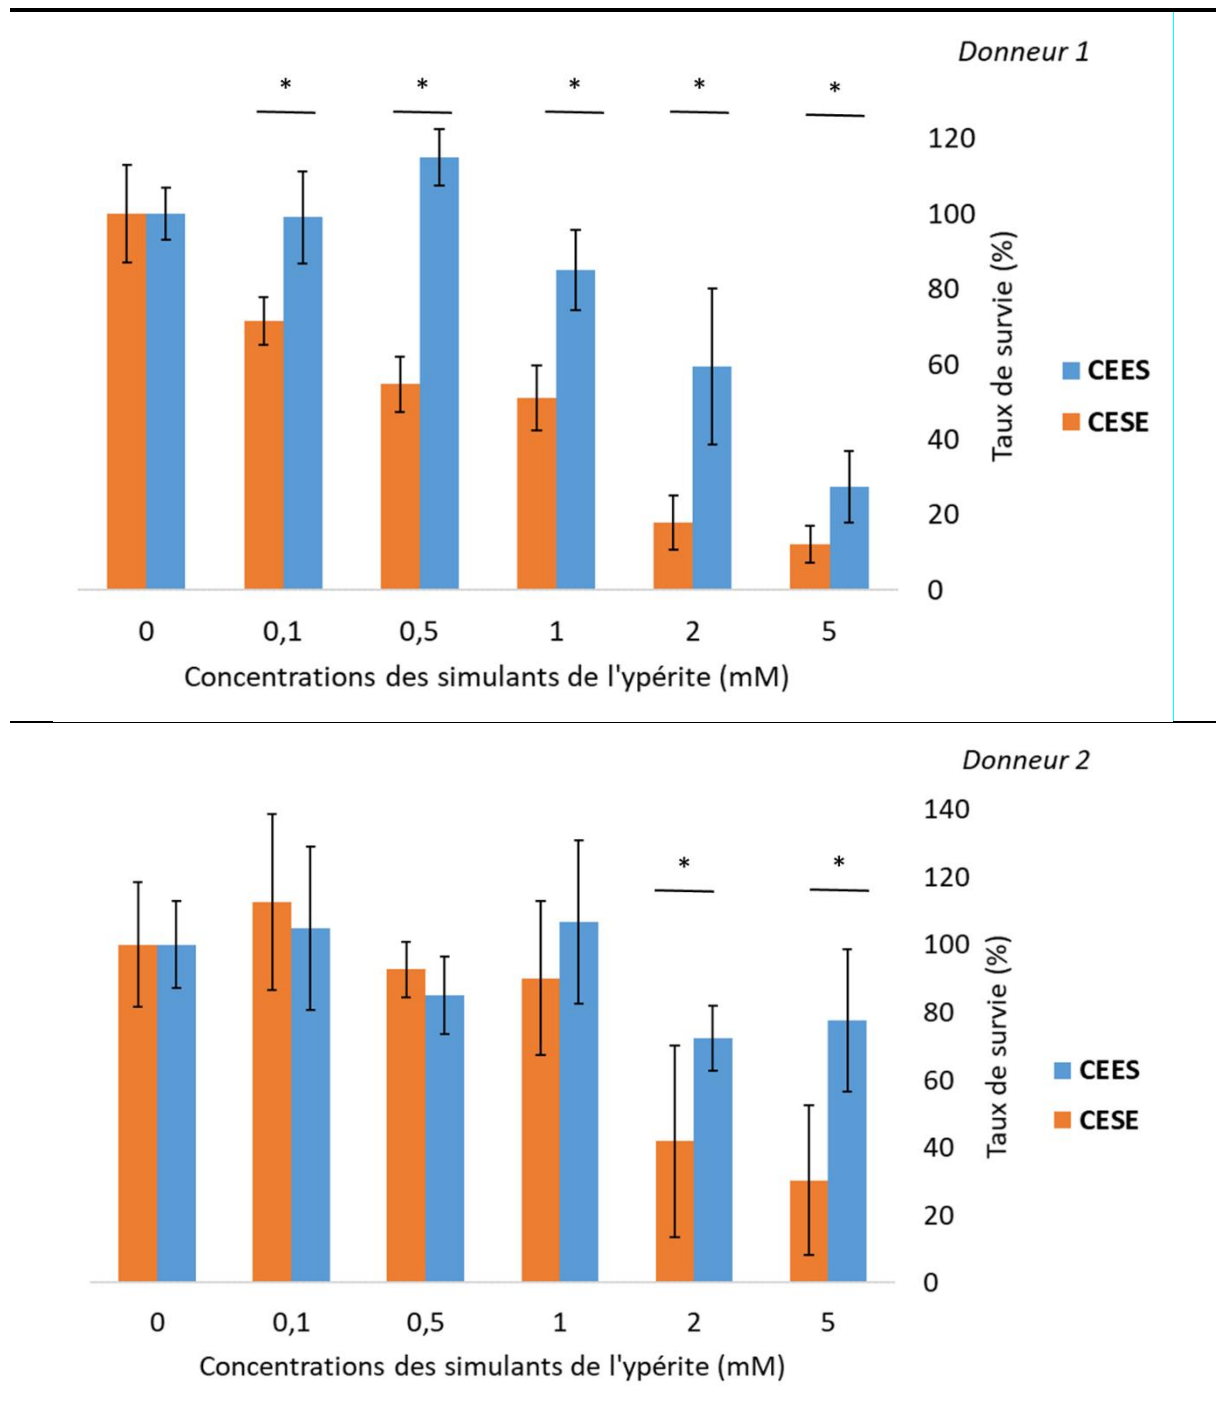 Donneur 1
* * * * *
120
100
80
60
40
20
0
Taux de survie (%)
CEES
CESE
0 0,1 0,5 1 2 5
Concentrations des simulants de l'ypérite (mM)
Donneur 2
* *
140
120
100
80
60
40
20
0
Taux de survie (%)
CEES
CESE
0 0,1 0,5 1 2 5
Concentrations des simulants de l'ypérite (mM)